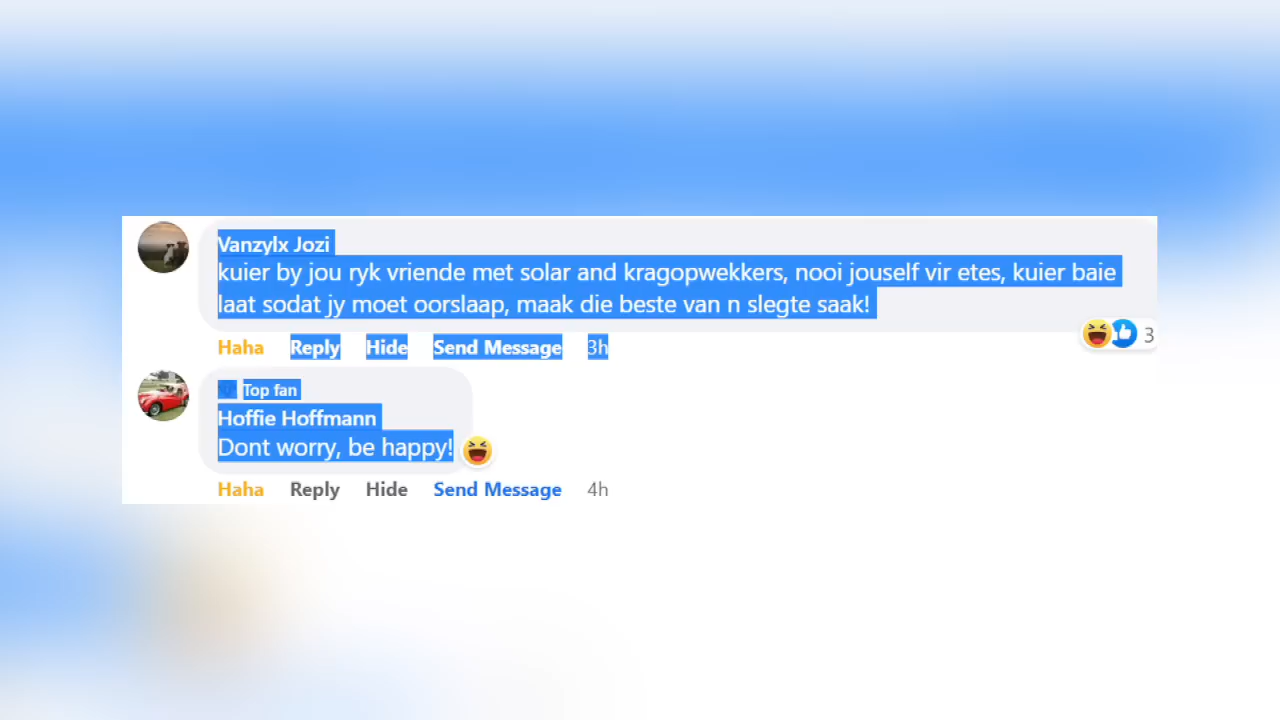 Vanzylx Jozi
kuier by jou ryk vriende met solar and kragopwekkers, nooi jouself vir etes, kuier baie
laat sodat jy moet oorslaap, maak die beste van n slegte saak!
3
Haha Reply Hide Send Message 3h
Top fan
Hoffie Hoffmann
Dont worry, be happy!
Haha Reply Hide Send Message 4h